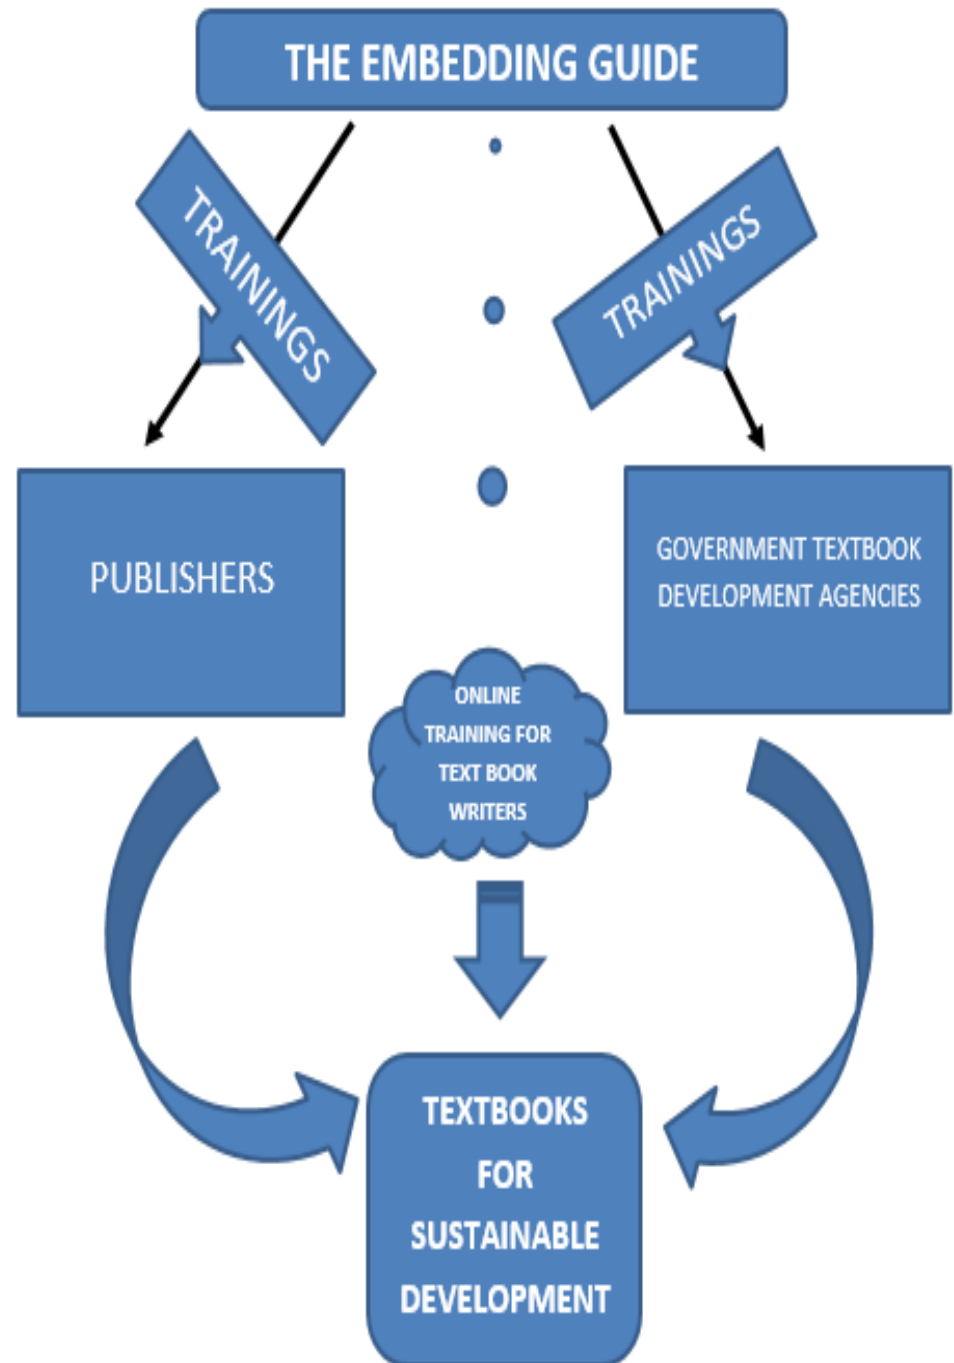 THE EMBEDDING GUIDE
TRAININGS
TRAININGS
PUBLISHERS
GOVERNMENT TEXTBOOK
DEVELOPMENT AGENCIES
ONLINE
TRAINING FOR
TEXT BOOK
WRITERS
TEXTBOOKS
FOR
SUSTAINABLE
DEVELOPMENT